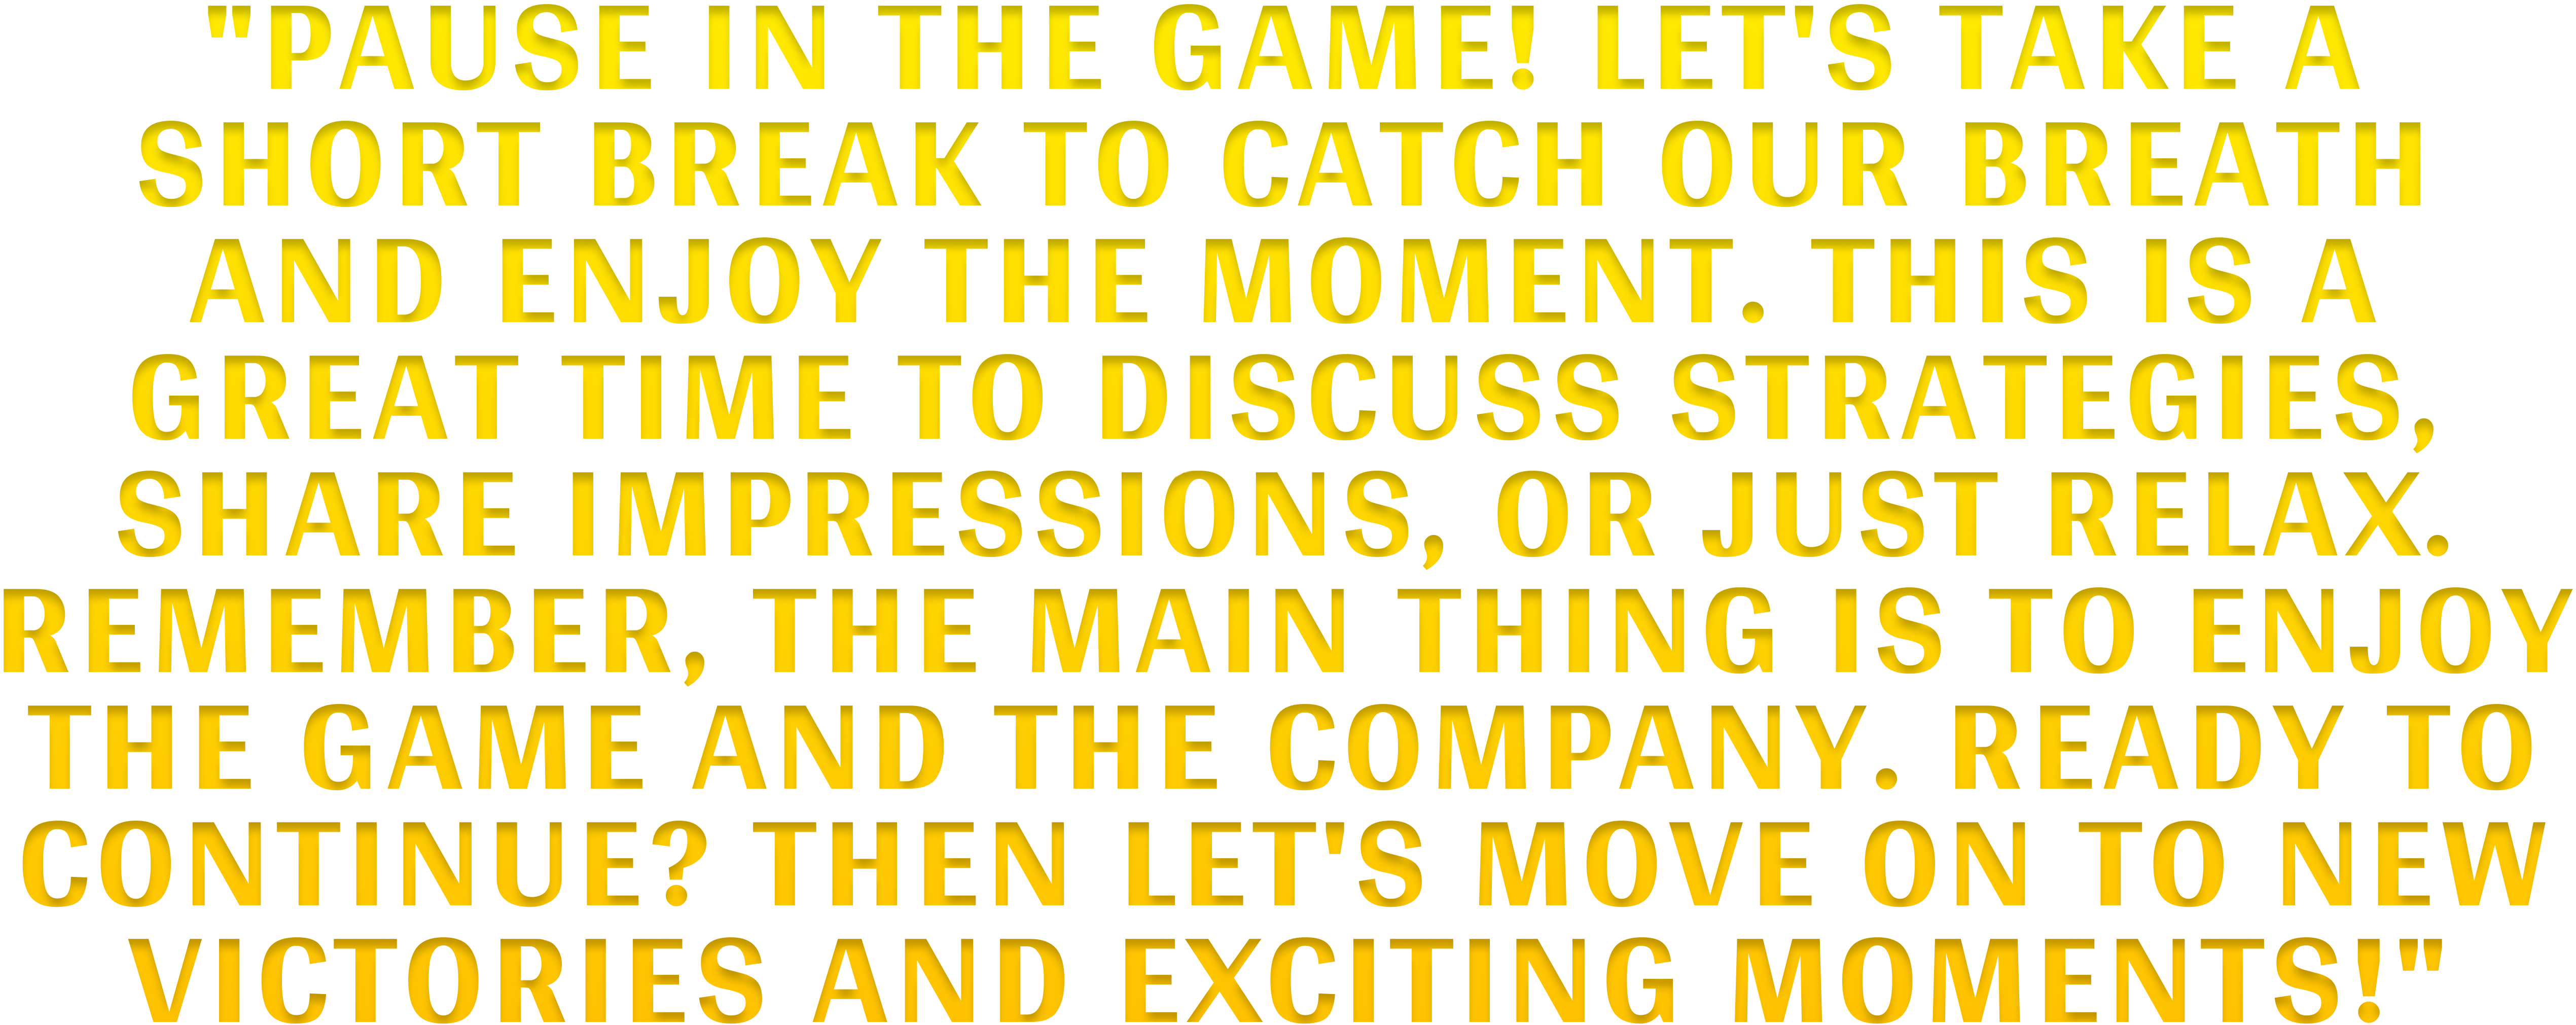 "PAUSE IN THE GAME! LET'S TAKE A
SHORT BREAK TO CATCH OUR BREATH
AND ENJOY THE MOMENT. THIS IS A
GREAT TIME TO DISCUSS STRATEGIES,
SHARE IMPRESSIONS, OR JUST RELAX.
REMEMBER, THE MAIN THING IS TO ENJOY
THE GAME AND THE COMPANY. READY TO
CONTINUE? THEN LET'S MOVE ON TO NEW
VICTORIES AND EXCITING MOMENTS!"